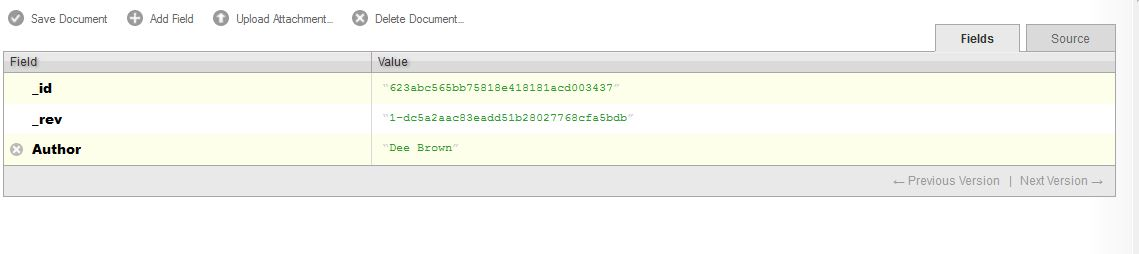 Save Document Add Field Upload Attachment... Delete Document...
Fields Source
Field Value
_id "623abc565bb75818e418181acd003437"
_rev "1-dc5a2aac83eadd51b28027768cfa5bdb"
Author "Dee Brown"
← Previous Version | Next Version →